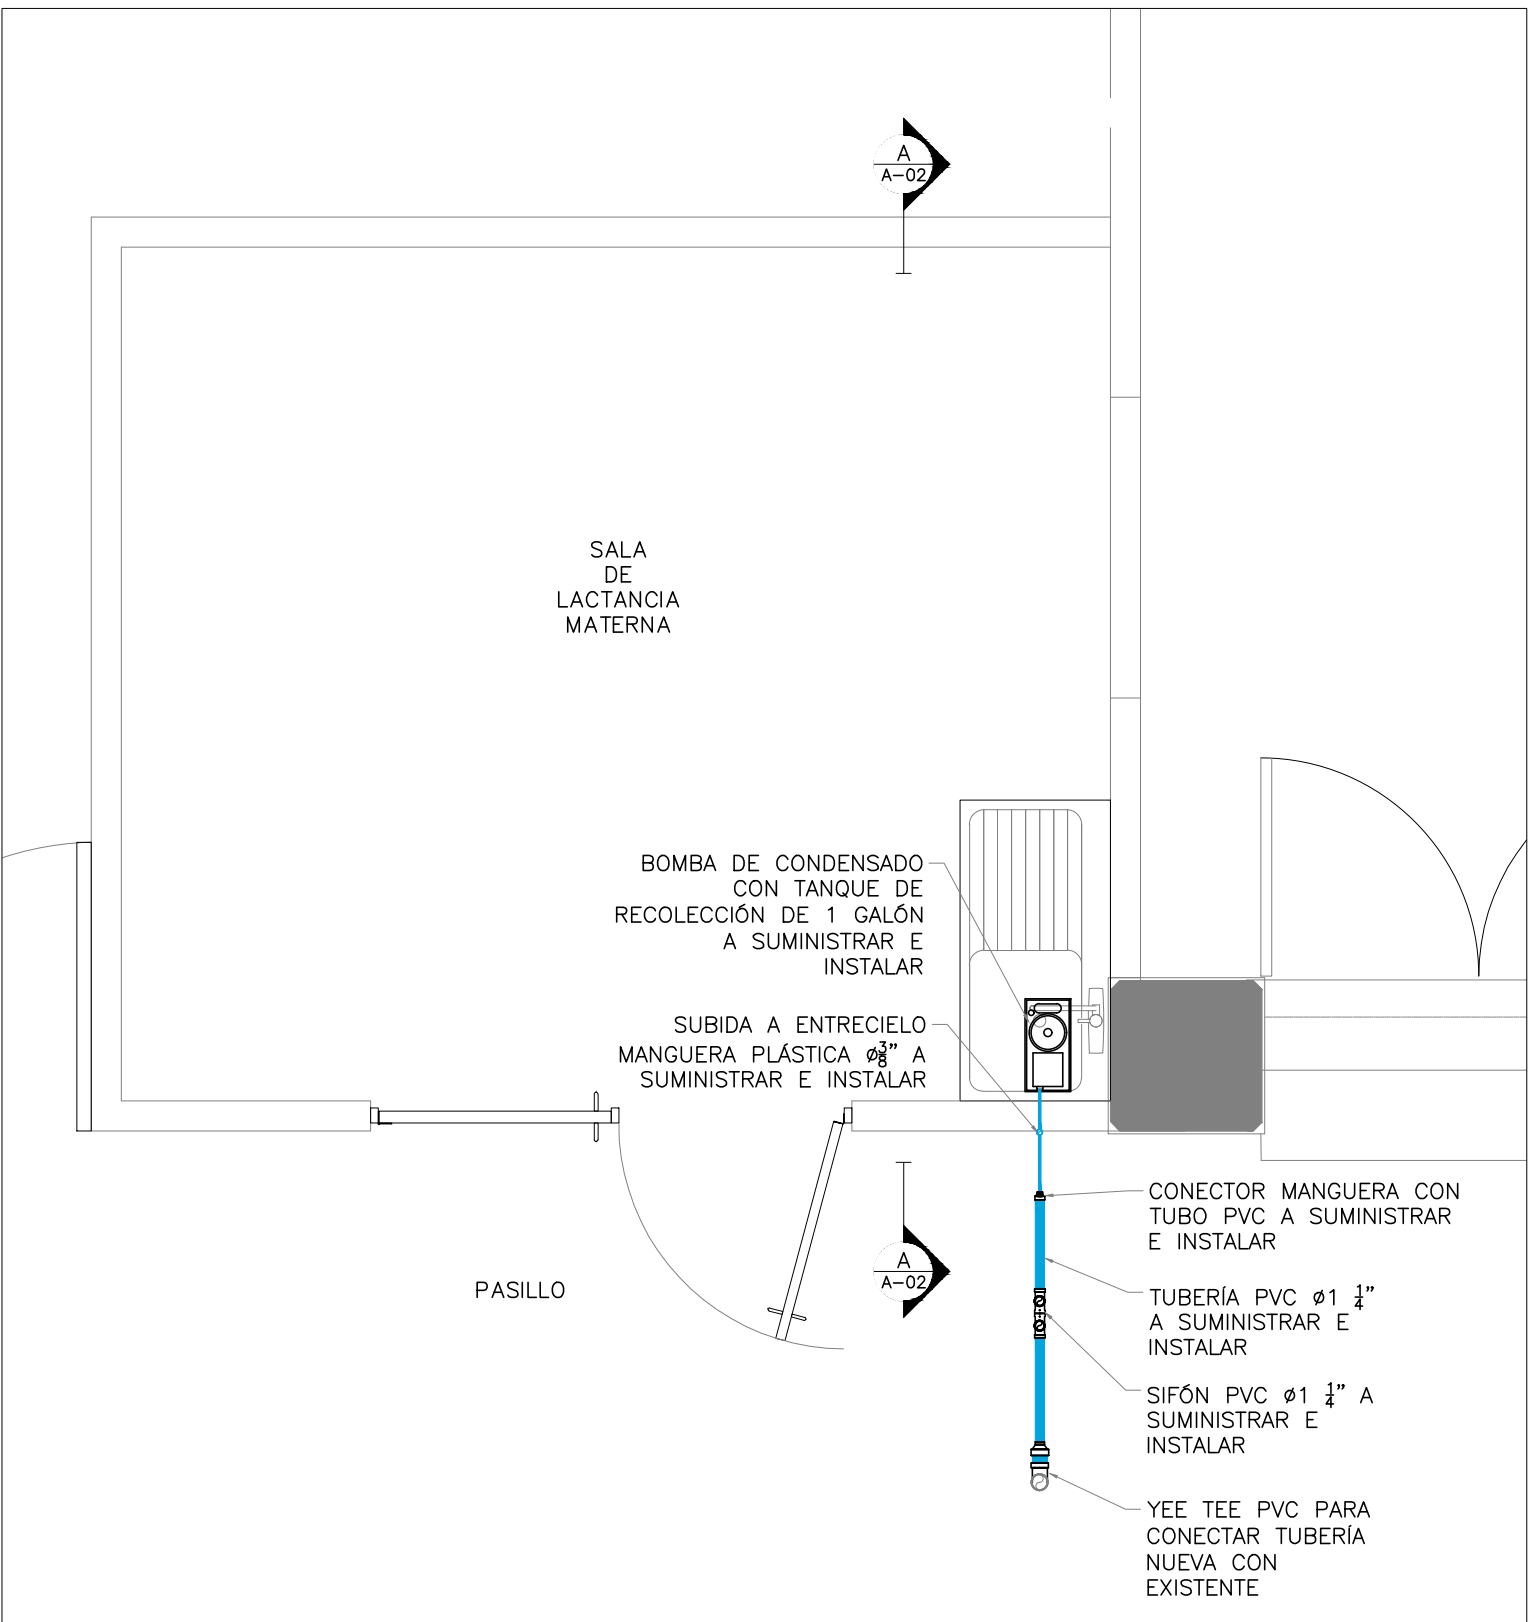 A
A-02
SALA
DE
LACTANCIA
MATERNA
BOMBA DE CONDENSADO
CON TANQUE DE
RECOLECCIÓN DE 1 GALÓN
A SUMINISTRAR E
INSTALAR
SUBIDA A ENTRECIELO
MANGUERA PLÁSTICA ø3/8" A
SUMINISTRAR E INSTALAR
CONECTOR MANGUERA CON
TUBO PVC A SUMINISTRAR
E INSTALAR
A
A-02
PASILLO
TUBERÍA PVC ø1 1/4"
A SUMINISTRAR E
INSTALAR
SIFÓN PVC ø1 1/4" A
SUMINISTRAR E
INSTALAR
YEE TEE PVC PARA
CONECTAR TUBERÍA
NUEVA CON
EXISTENTE